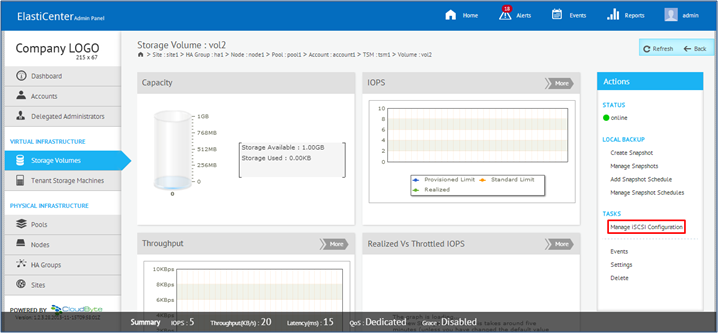 ElastiCenter Admin Panel
Home
18
Alerts
Events
Reports
admin
Company LOGO
215 x 67
Storage Volume : vol2
> Site : site1 > HA Group : ha1 > Node : node1 > Pool : pool1 > Account : account1 > TSM : tsm1 > Volume : vol2
Refresh
Back
Dashboard
Accounts
Delegated Administrators
VIRTUAL INFRASTRUCTURE
Storage Volumes
Tenant Storage Machines
PHYSICAL INFRASTRUCTURE
Pools
Nodes
HA Groups
Sites
POWERED BY CloudByte
Capacity
More
1GB
768MB
512MB
256MB
0
0
Storage Available : 1.00GB
Storage Used : 0.00KB
IOPS
More
10
8
6
4
2
0
Provisioned Limit
Standard Limit
Realized
Throughput
More
10KBps
8KBps
6KBps
4KBps
Realized Vs Throttled IOPS
Actions
STATUS
online
LOCAL BACKUP
Create Snapshot
Manage Snapshots
Add Snapshot Schedule
Manage Snapshot Schedules
TASKS
Manage iSCSI Configuration
Events
Settings
Delete
Summary IOPS : 5 Throughput(KB/s) : 20 Latency(ms) : 15 QoS : Dedicated Grace : Disabled